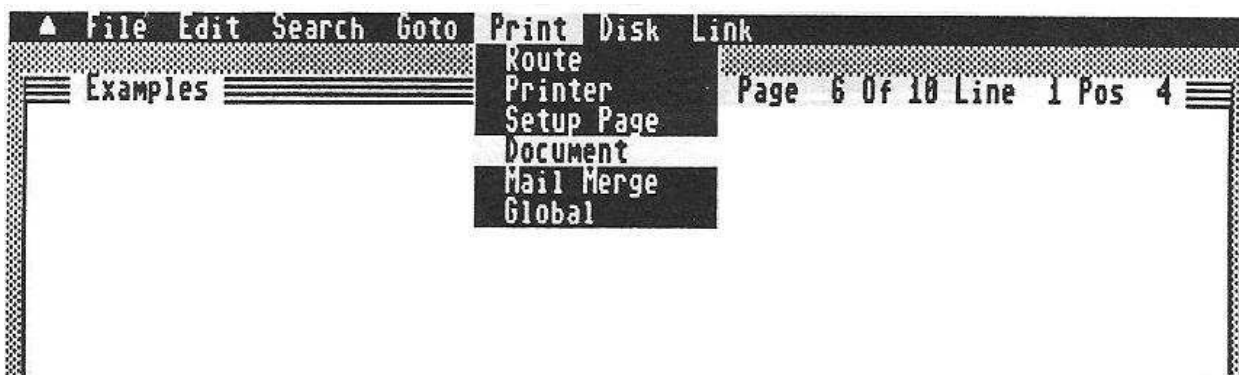 ▲ File Edit Search Goto Print Disk Link
Route
Examples Printer Page 6 Of 10 Line 1 Pos 4
Setup Page
Document
Mail Merge
Global